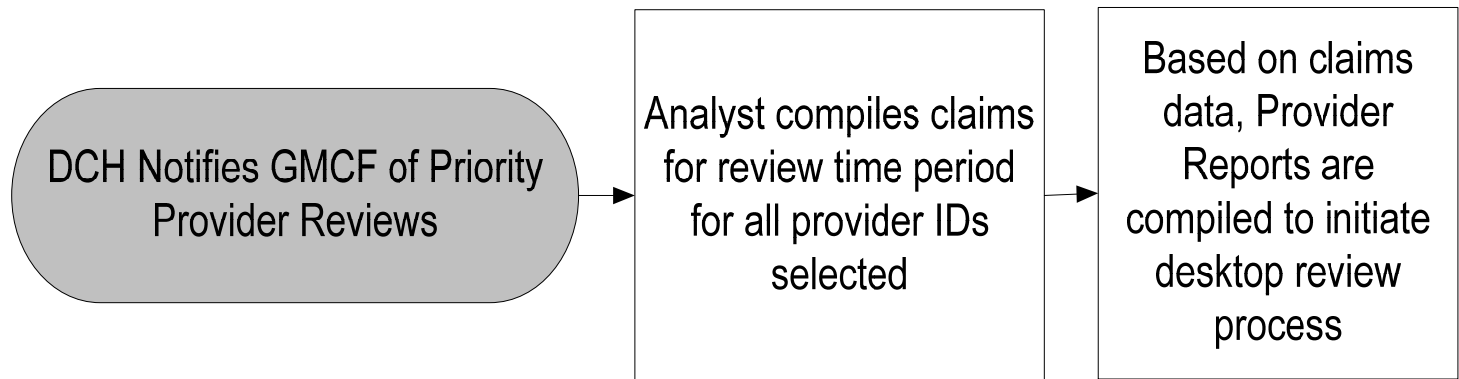 DCH Notifies GMCF of Priority
Provider Reviews
Analyst compiles claims
for review time period
for all provider IDs
selected
Based on claims
data, Provider
Reports are
compiled to initiate
desktop review
process